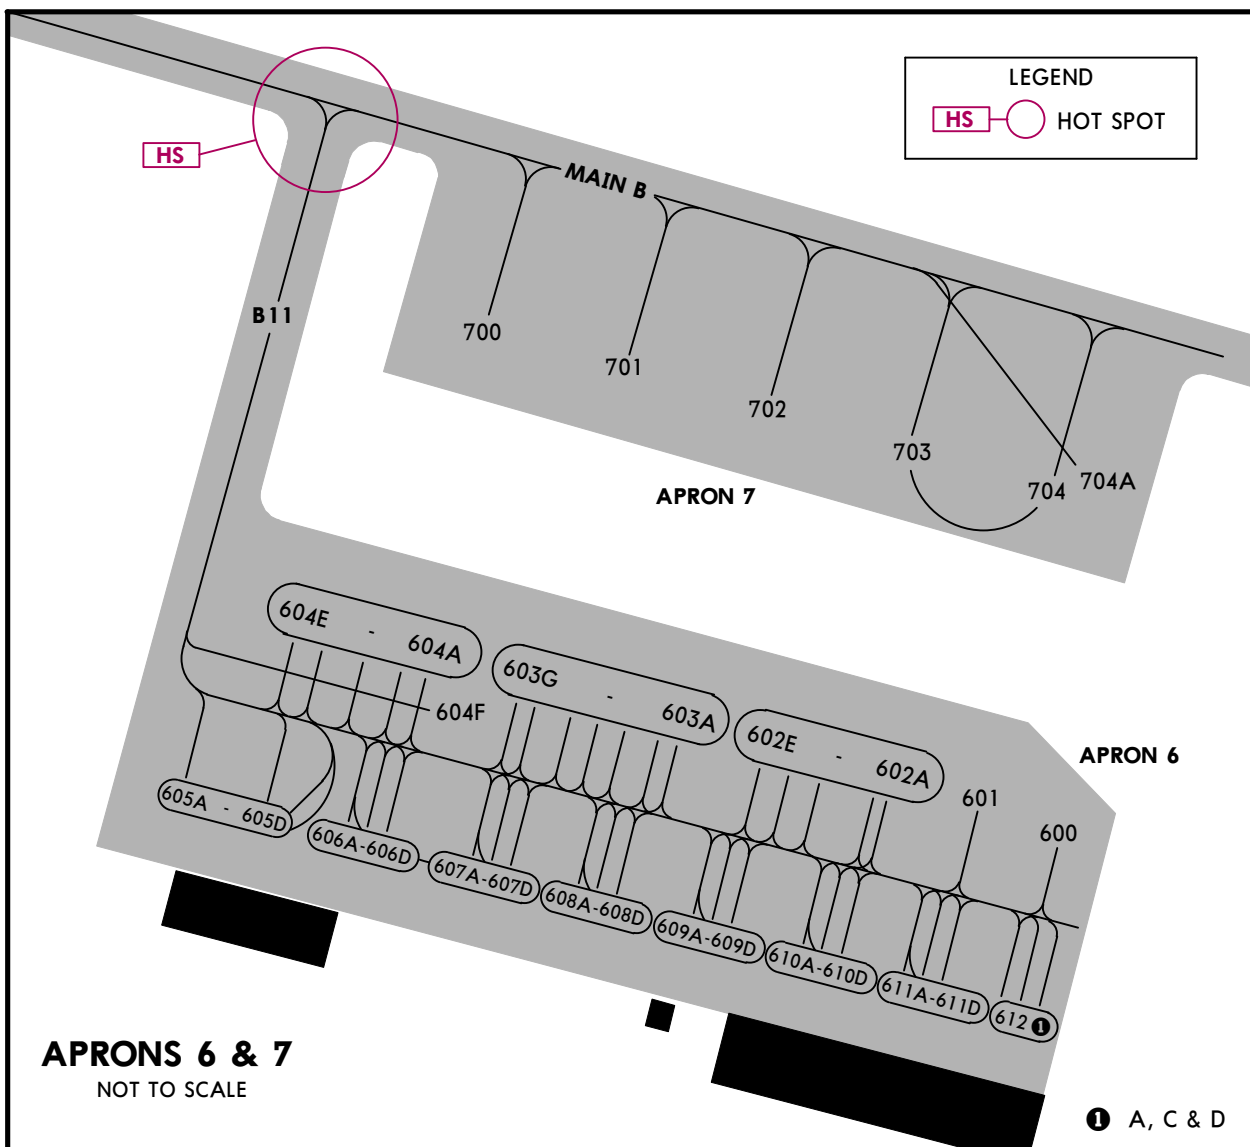 LEGEND
HS HOT SPOT
HS
MAIN B
B11
700
701
702
703
704
704A
APRON 7
604E - 604A
603G - 603A
604F
602E - 602A
APRON 6
601
600
605A - 605D
606A-606D
607A-607D
608A-608D
609A-609D
610A-610D
611A-611D
612 ❶
APRONS 6 & 7
NOT TO SCALE
❶ A, C & D